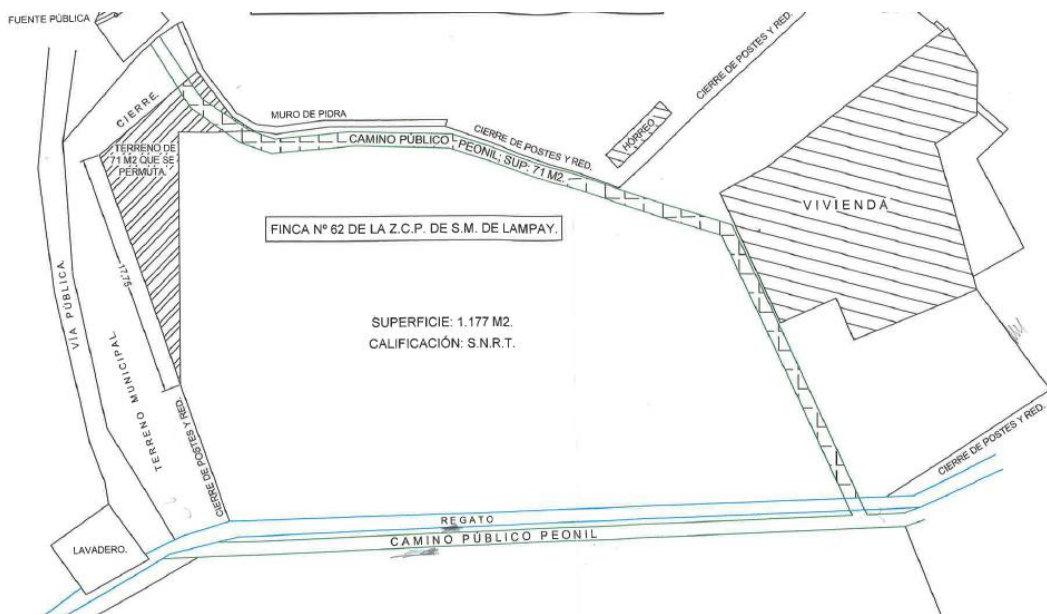 FUENTE PÚBLICA
CIERRE.
MURO DE PIDRA
CIERRE DE POSTES Y RED.
HÓRREO
CIERRE DE POSTES Y RED.
CAMINO PÚBLICO PEONIL; SUP: 71 M2.
TERRENO DE
71 M2 QUE SE
PERMUTA.
VIVIENDA
FINCA Nº 62 DE LA Z.C.P. DE S.M. DE LAMPAY.
17,75
VÍA PUBLICA
SUPERFICIE: 1.177 M2.
CALIFICACIÓN: S.N.R.T.
TERRENO MUNICIPAL
CIERRE DE POSTES Y RED.
CIERRE DE POSTES Y RED.
REGATO
CAMINO PÚBLICO PEONIL
LAVADERO.